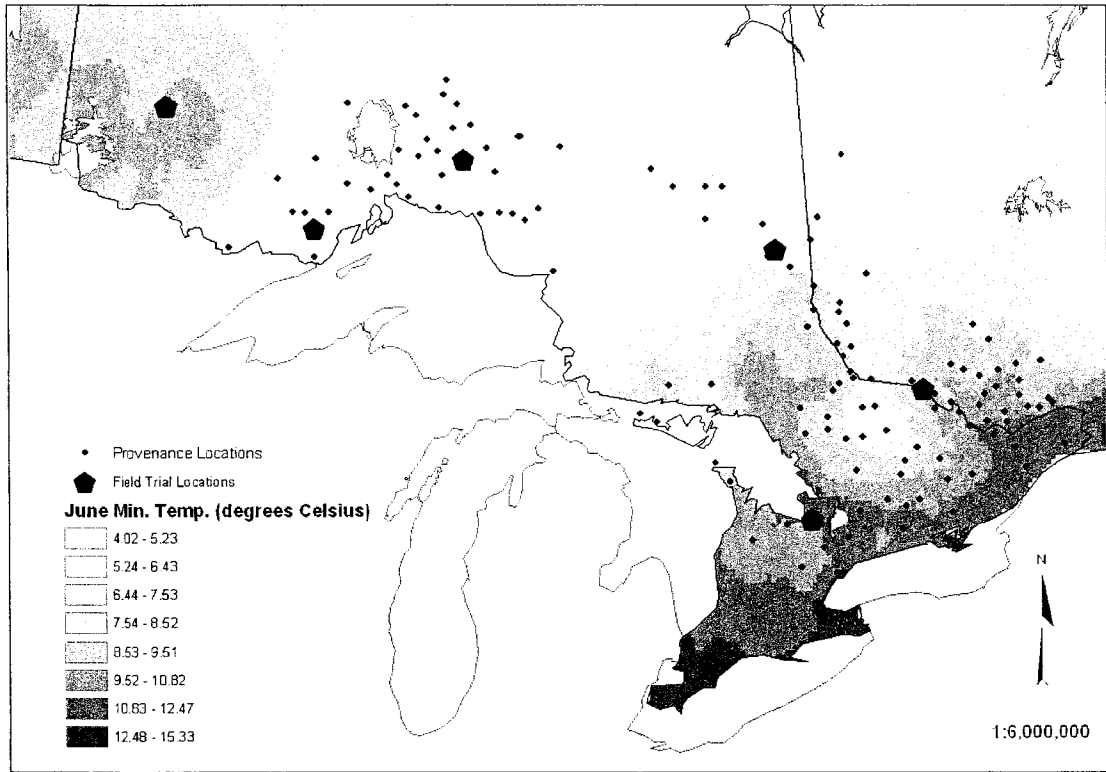 Provenance Locations
Field Trial Locations
June Min. Temp. (degrees Celsius)
4.02 - 5.23
5.24 - 6.43
6.44 - 7.53
7.54 - 8.52
8.53 - 9.51
9.52 - 10.82
10.83 - 12.47
12.48 - 15.33
N
1:6,000,000